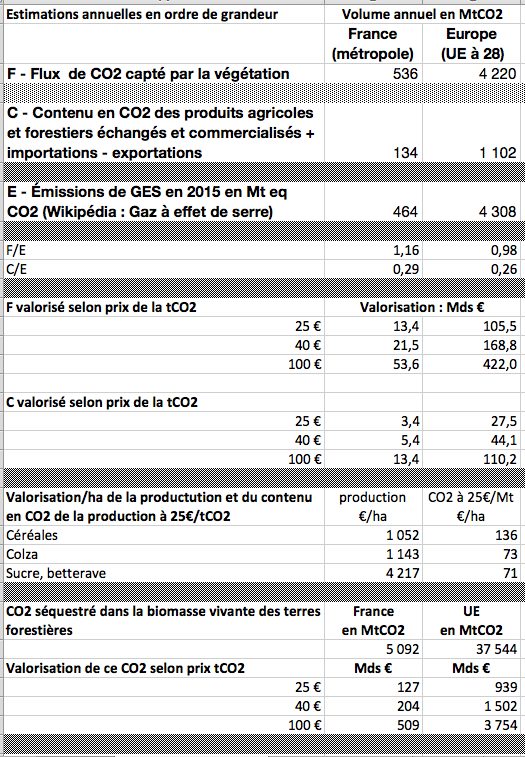 Estimations annuelles en ordre de grandeur Volume annuel en MtCO2
France Europe
(métropole) (UE à 28)
F - Flux de CO2 capté par la végétation 536 4 220
C - Contenu en CO2 des produits agricoles
et forestiers échangés et commercialisés +
importations - exportations 134 1 102
E - Émissions de GES en 2015 en Mt eq
CO2 (Wikipédia : Gaz à effet de serre) 464 4 308
F/E 1,16 0,98
C/E 0,29 0,26
F valorisé selon prix de la tCO2 Valorisation : Mds €
25 € 13,4 105,5
40 € 21,5 168,8
100 € 53,6 422,0
C valorisé selon prix de la tCO2
25 € 3,4 27,5
40 € 5,4 44,1
100 € 13,4 110,2
Valorisation/ha de la productution et du contenu production CO2 à 25€/Mt
en CO2 de la production à 25€/tCO2 €/ha €/ha
Céréales 1 052 136
Colza 1 143 73
Sucre, betterave 4 217 71
CO2 séquestré dans la biomasse vivante des terres France UE
forestières en MtCO2 en MtCO2
5 092 37 544
Valorisation de ce CO2 selon prix tCO2 Mds € Mds €
25 € 127 939
40 € 204 1 502
100 € 509 3 754